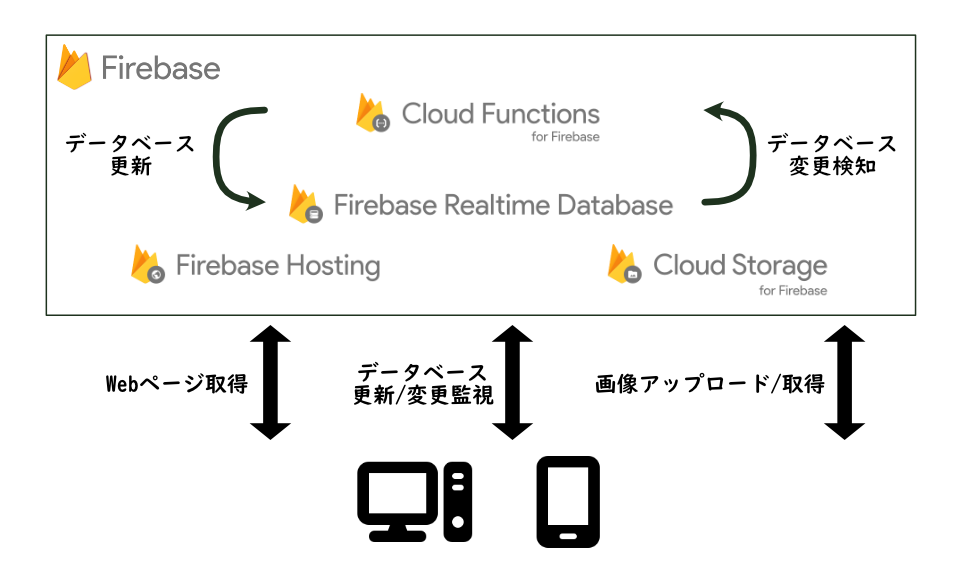 Firebase
Cloud Functions
for Firebase
データベース
更新
データベース
変更検知
Firebase Realtime Database
Firebase Hosting
Cloud Storage
for Firebase
Webページ取得
データベース
更新/変更監視
画像アップロード/取得